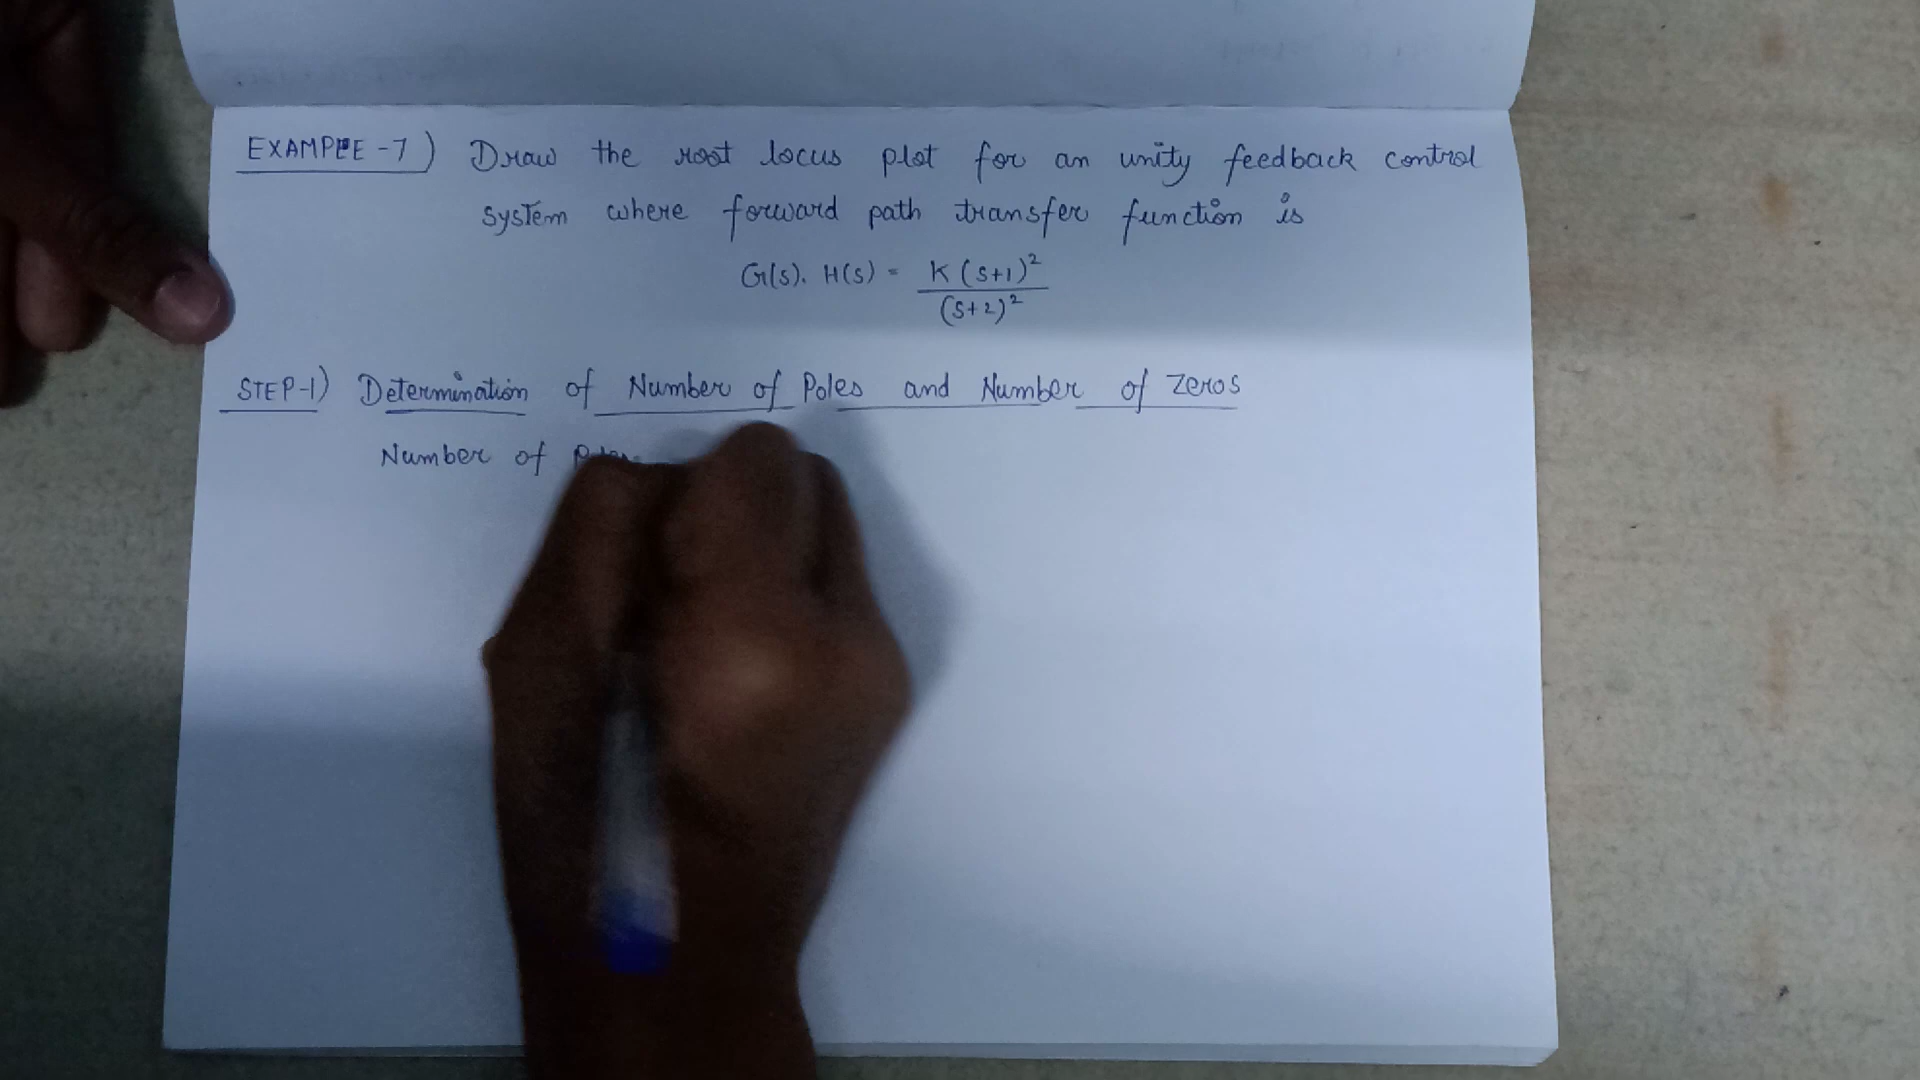 EXAMPLE-7) Draw the root locus plot for an unity feedback control
system where forward path transfer function is
G(s). H(s) = K(s+1)²
(s+2)²
STEP-1) Determination of Number of Poles and Number of Zeros
Number of